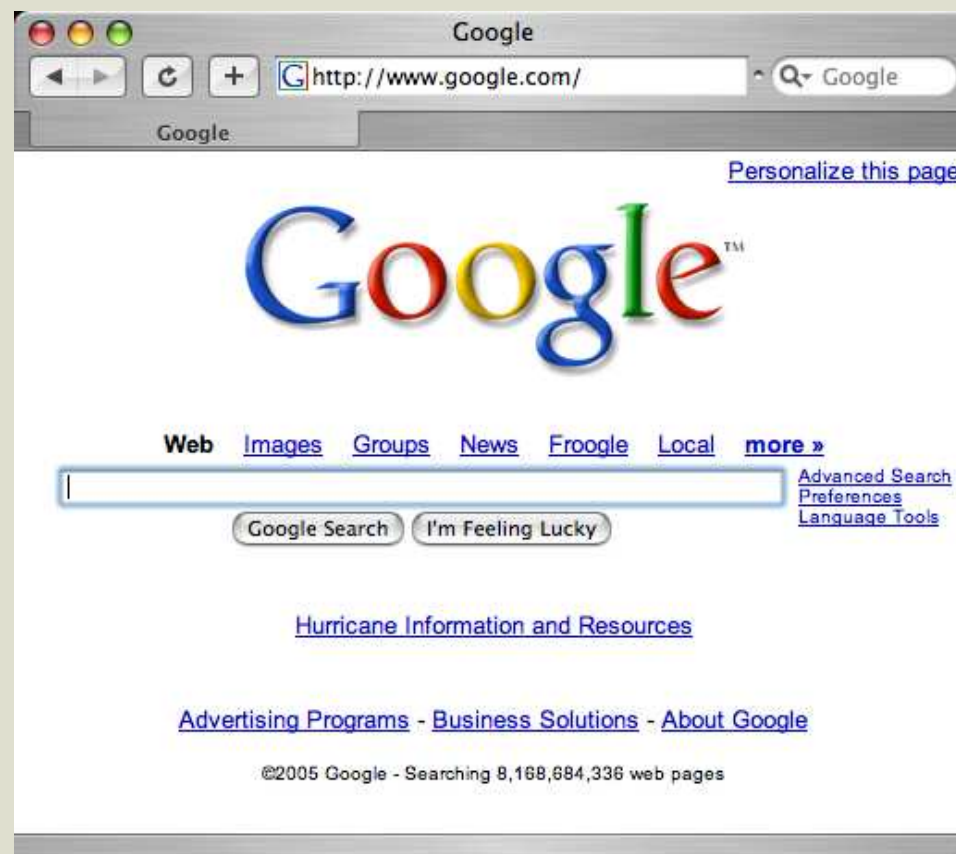 Google
http://www.google.com/ Google
Google
Personalize this page
Google™
Web Images Groups News Froogle Local more »
Advanced Search
Preferences
Language Tools
Google Search I'm Feeling Lucky
Hurricane Information and Resources
Advertising Programs - Business Solutions - About Google
©2005 Google - Searching 8,168,684,336 web pages